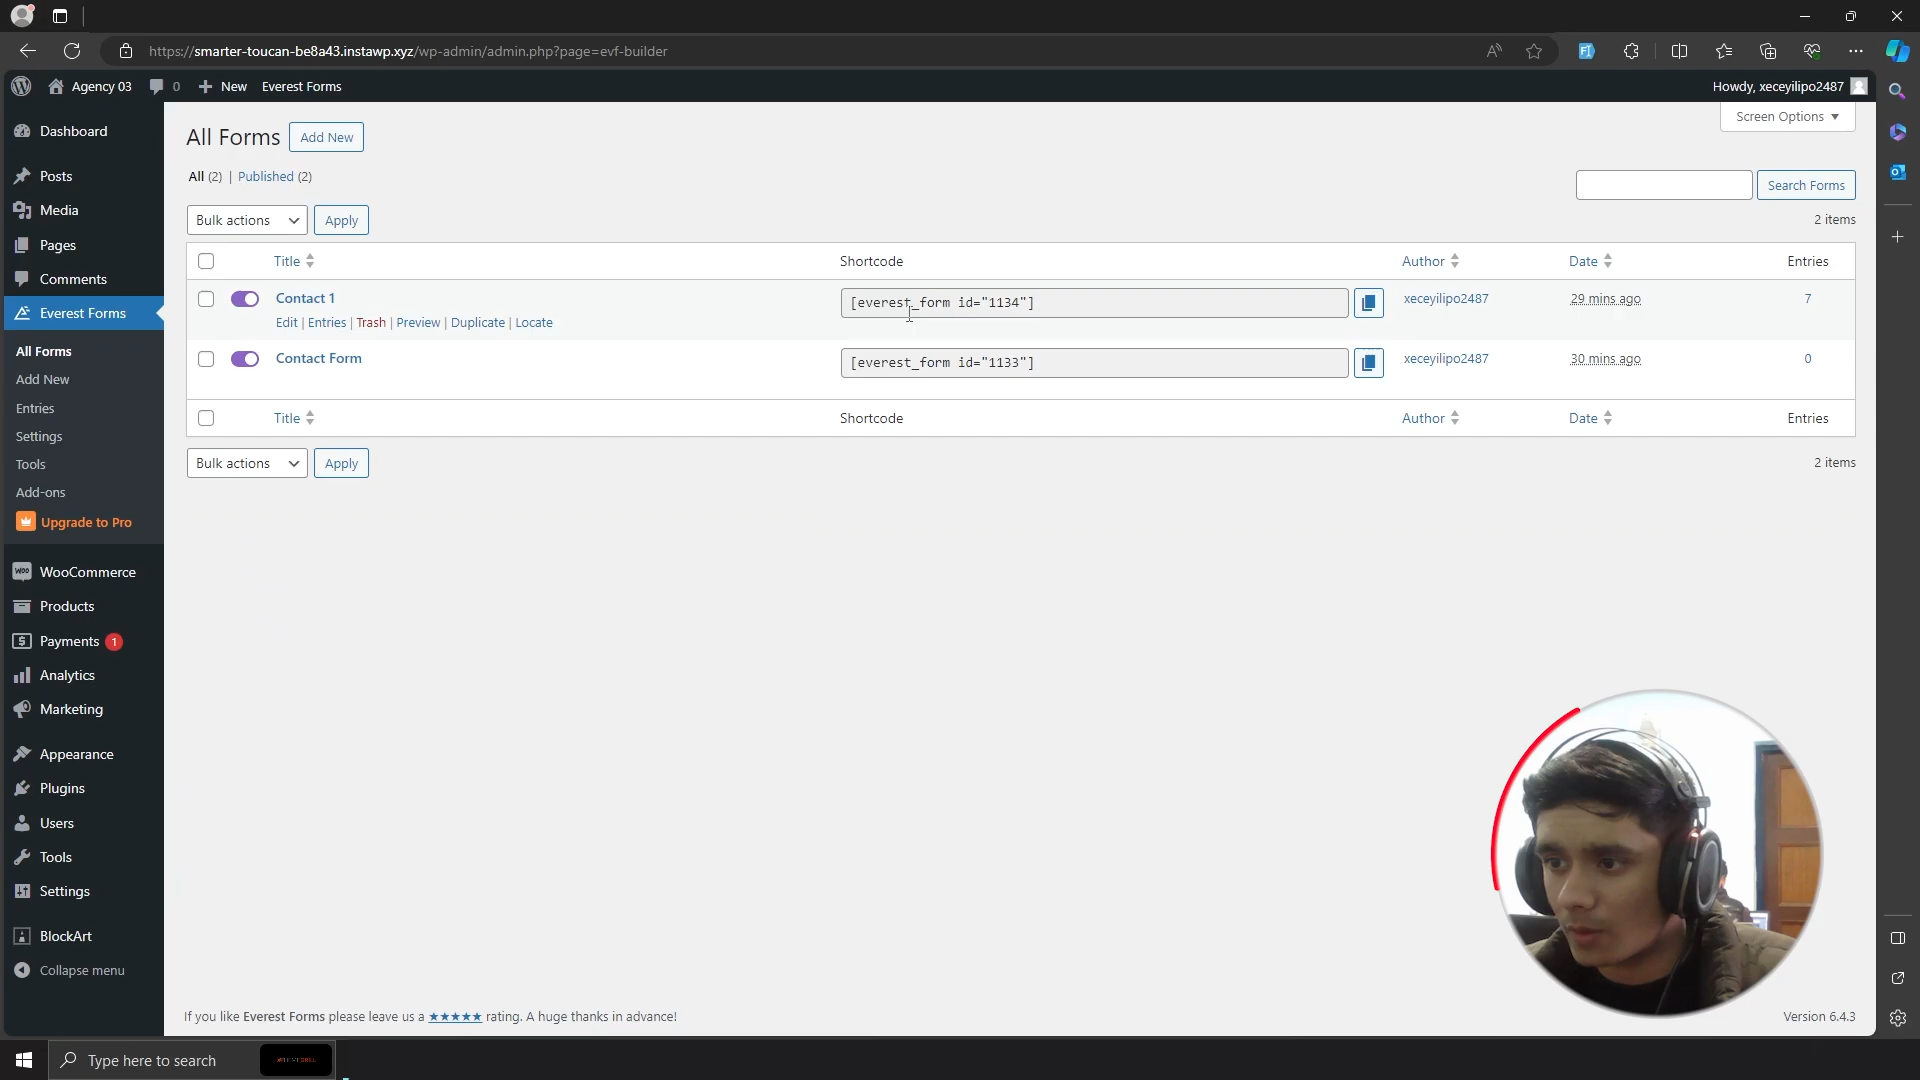 https://smarter-toucan-be8a43.instawp.xyz/wp-admin/admin.php?page=evf-builder
Agency 03 0 New Everest Forms Howdy, xeceyilipo2487
Dashboard
Posts
Media
Pages
Comments
Everest Forms
All Forms
Add New
Entries
Settings
Tools
Add-ons
Upgrade to Pro
WooCommerce
Products
Payments 1
Analytics
Marketing
Appearance
Plugins
Users
Tools
Settings
BlockArt
Collapse menu
All Forms Add New
Screen Options
All (2) | Published (2)
Search Forms
Bulk actions Apply
2 items
Title Shortcode Author Date Entries
Contact 1 [everest_form id="1134"] xeceyilipo2487 29 mins ago 7
Edit | Entries | Trash | Preview | Duplicate | Locate
Contact Form [everest_form id="1133"] xeceyilipo2487 30 mins ago 0
Title Shortcode Author Date Entries
Bulk actions Apply
2 items
If you like Everest Forms please leave us a ★★★★★ rating. A huge thanks in advance!
Version 6.4.3
Type here to search